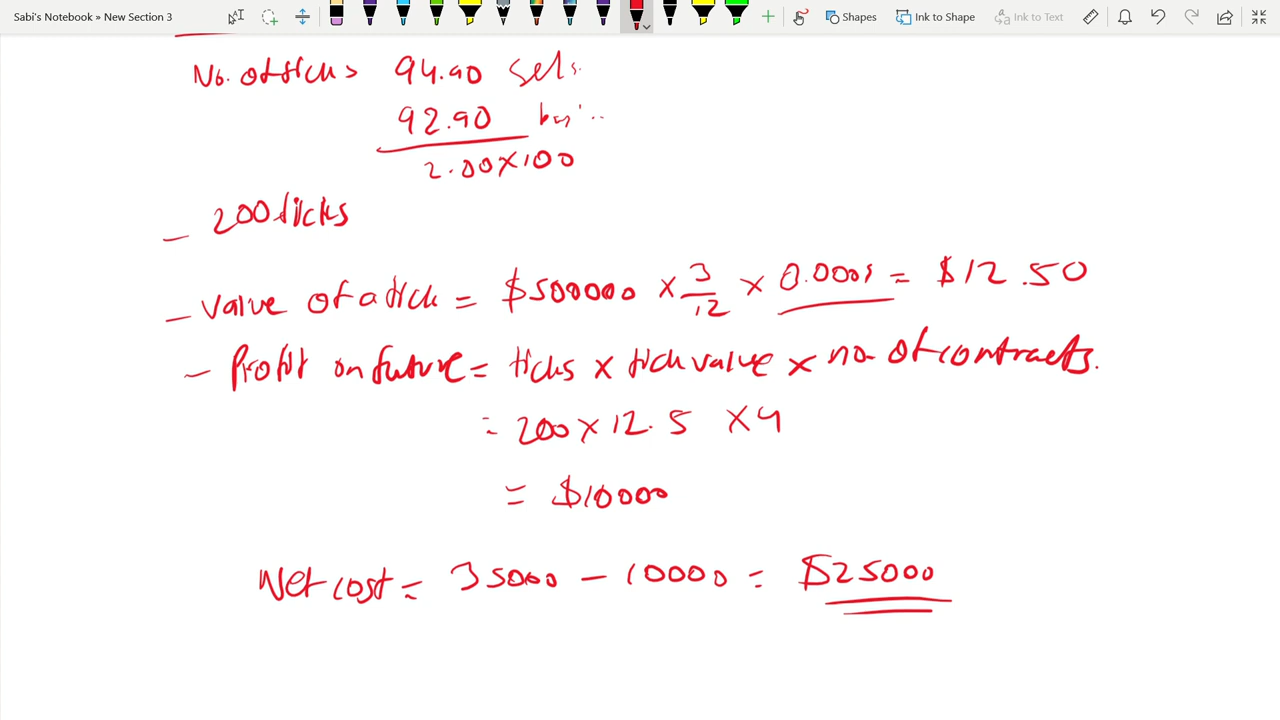 Sabi's Notebook » New Section 3
Shapes
Ink to Shape
Ink to Text
No. of ticks 94.90 sels.
92.90 buy..
2.00×100
- 200 ticks
- Value of a tick = $500000 × 3/12 × 0.0001 = $12.50
- Profit on future = ticks × tick value × no. of contracts.
= 200 × 12.5 × 4
= $10000
Net cost = 35000 - 10000 = $25000